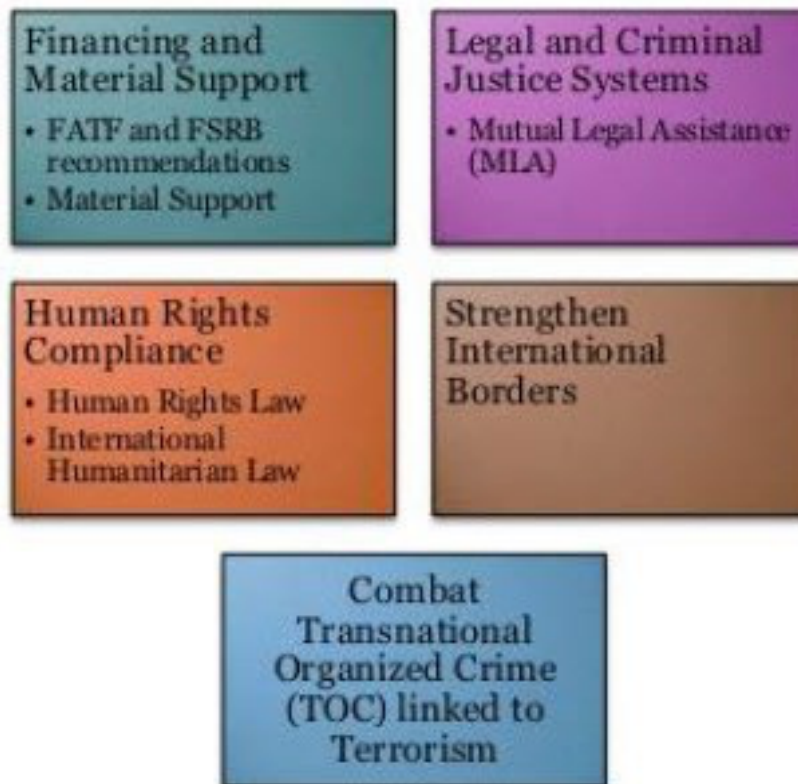 Financing and
Material Support
• FATF and FSRB
recommendations
• Material Support
Legal and Criminal
Justice Systems
• Mutual Legal Assistance
(MLA)
Human Rights
Compliance
• Human Rights Law
• International
Humanitarian Law
Strengthen
International
Borders
Combat
Transnational
Organized Crime
(TOC) linked to
Terrorism